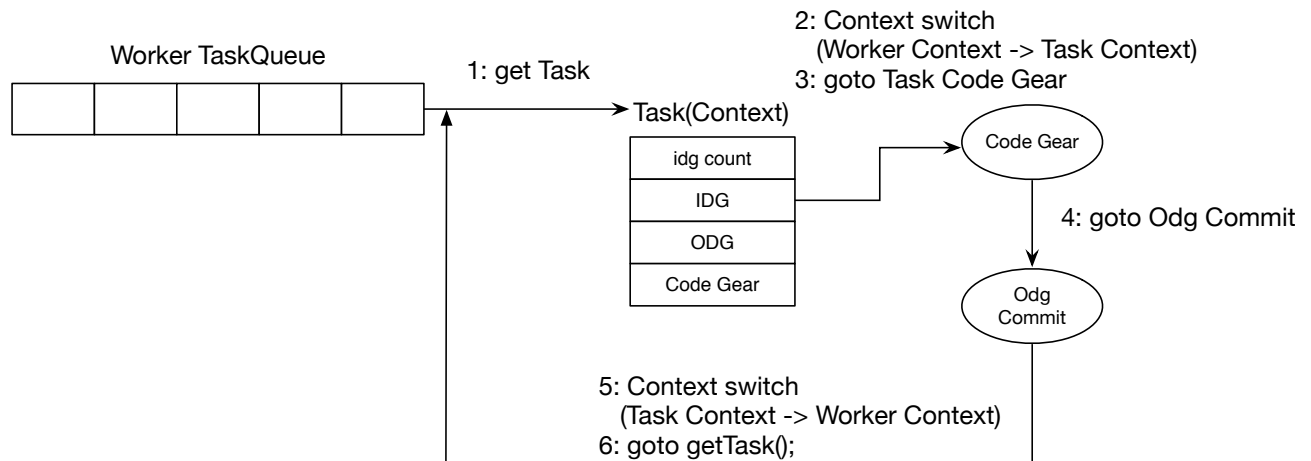 2: Context switch
(Worker Context -> Task Context)
3: goto Task Code Gear
Worker TaskQueue
1: get Task
Task(Context)
idg count
IDG
ODG
Code Gear
Code Gear
4: goto Odg Commit
Odg
Commit
5: Context switch
(Task Context -> Worker Context)
6: goto getTask();